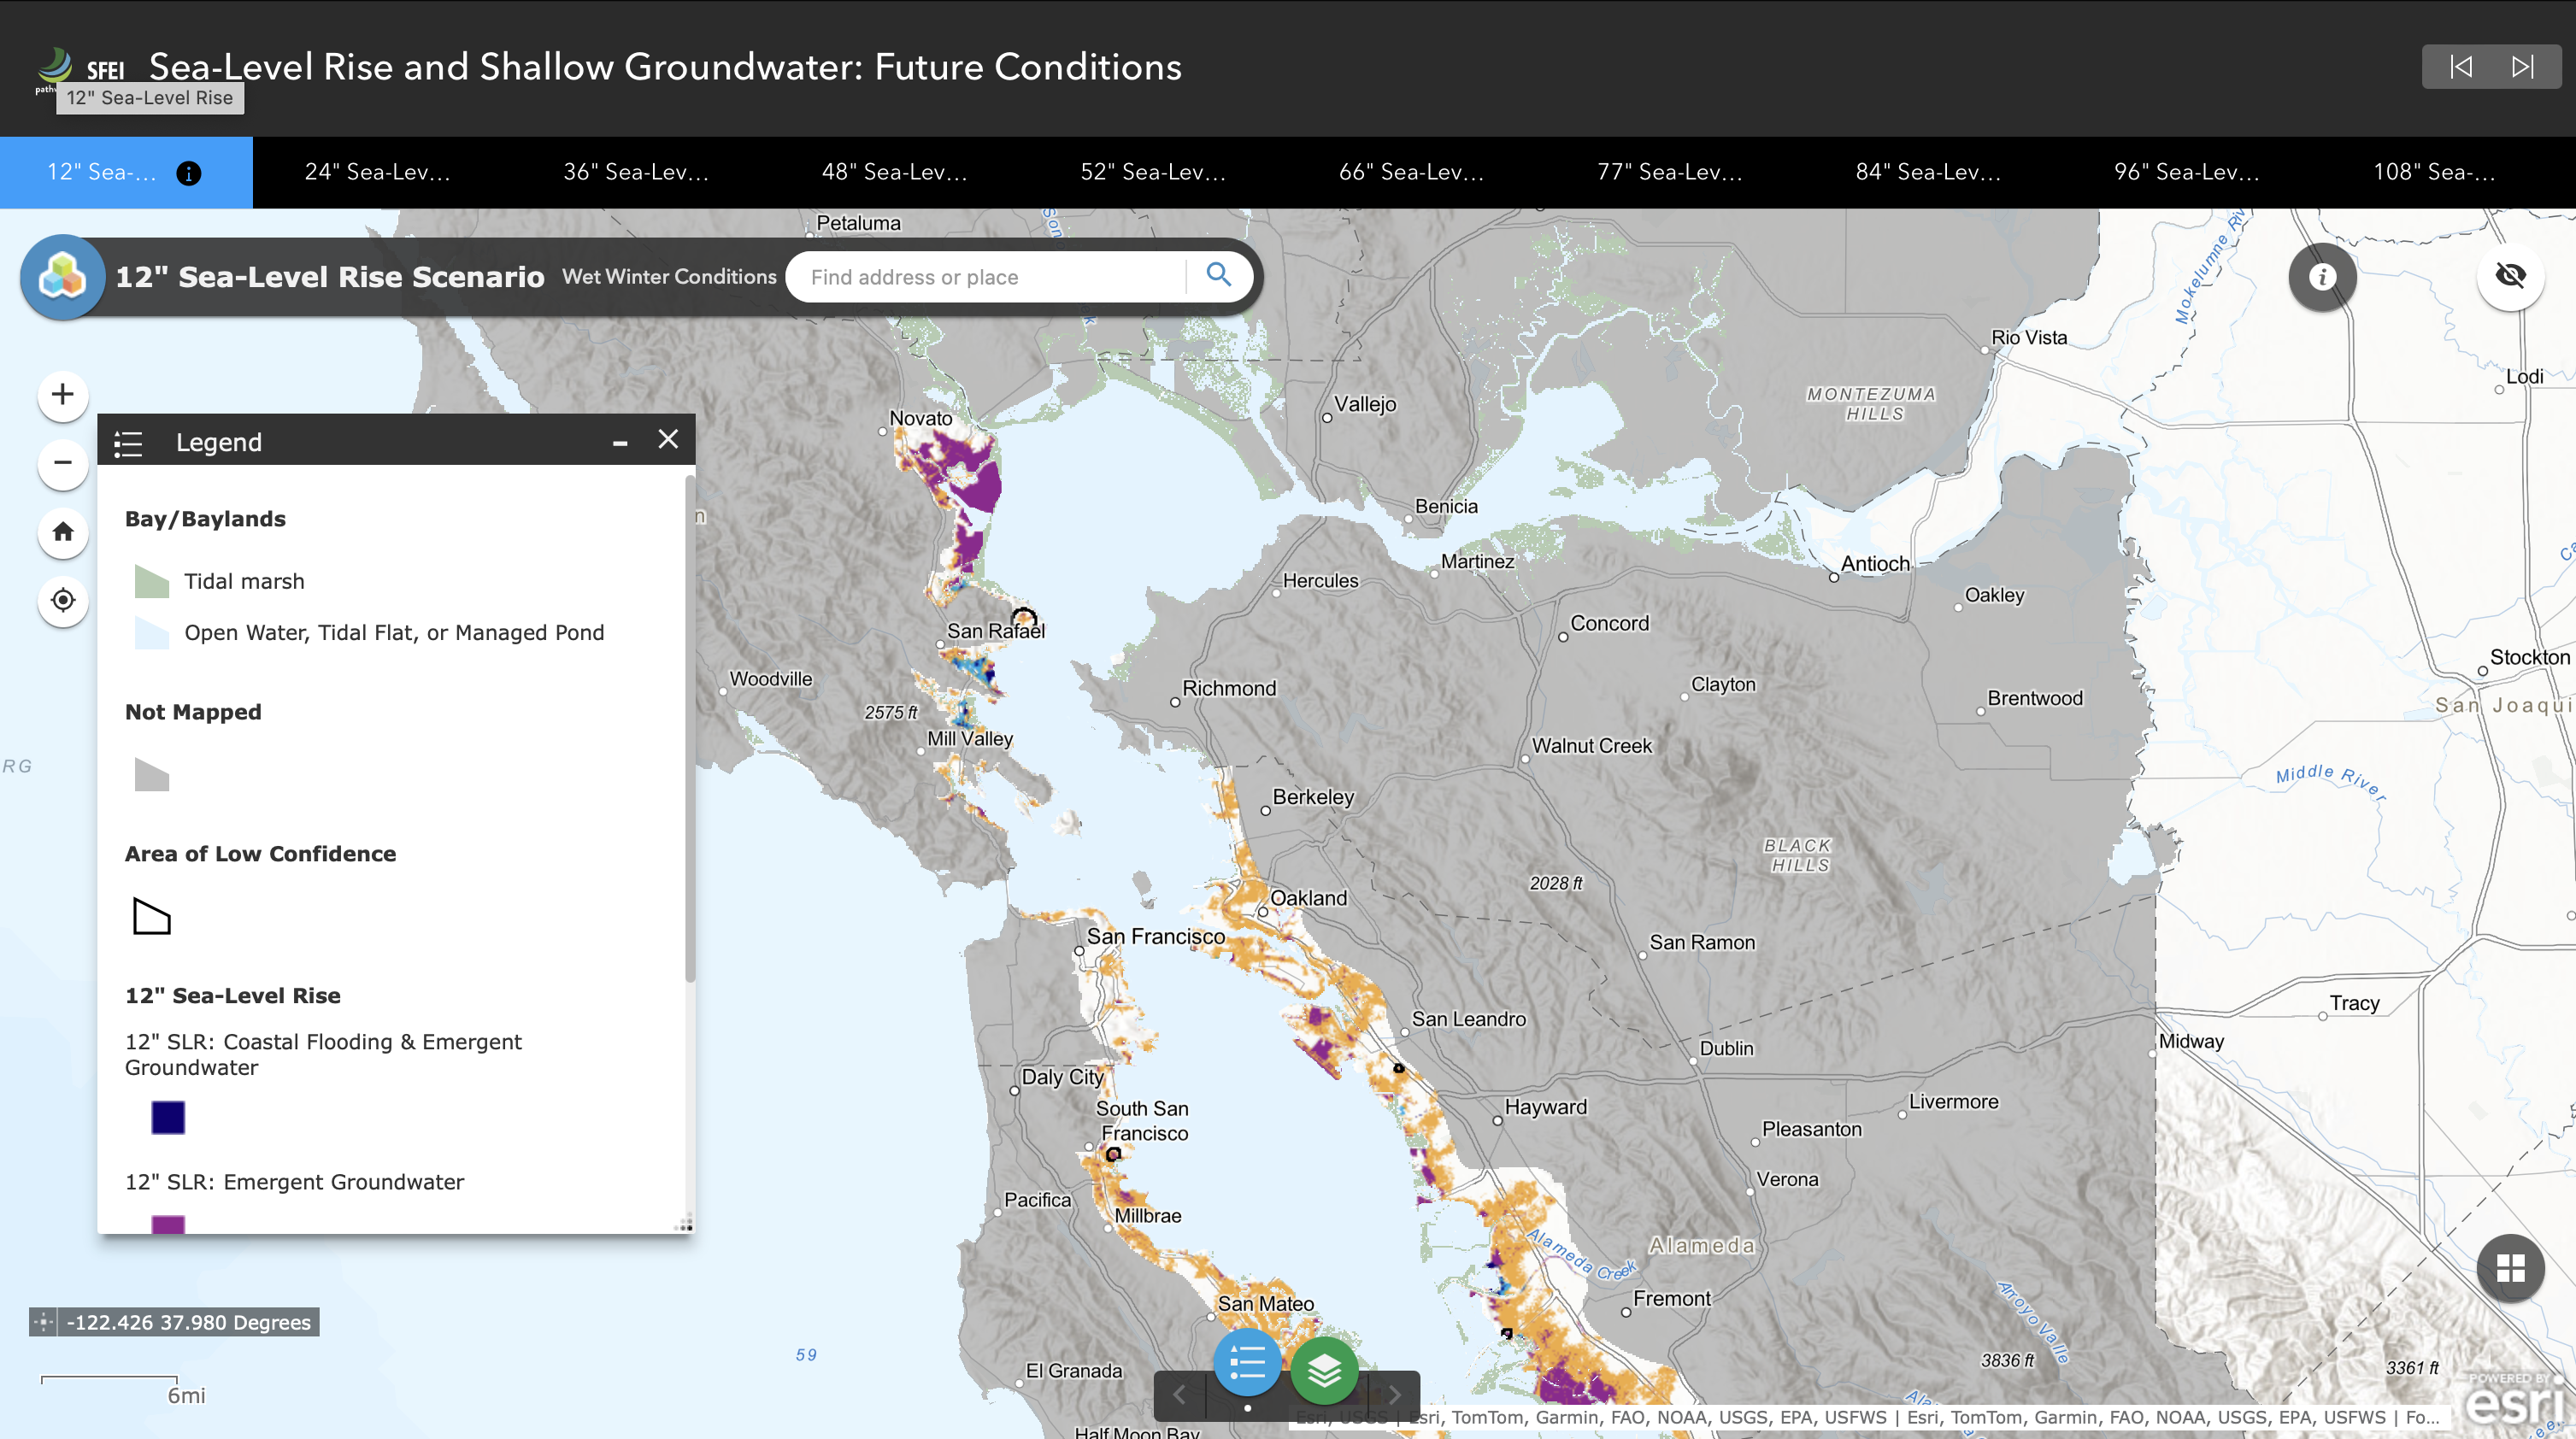 SFEI
Sea-Level Rise and Shallow Groundwater: Future Conditions
12" Sea-Level Rise
12" Sea-...
24" Sea-Lev...
36" Sea-Lev...
48" Sea-Lev...
52" Sea-Lev...
66" Sea-Lev...
77" Sea-Lev...
84" Sea-Lev...
96" Sea-Lev...
108" Sea-...
12" Sea-Level Rise Scenario
Wet Winter Conditions
Find address or place
Legend
Bay/Baylands
Tidal marsh
Open Water, Tidal Flat, or Managed Pond
Not Mapped
Area of Low Confidence
12" Sea-Level Rise
12" SLR: Coastal Flooding & Emergent
Groundwater
12" SLR: Emergent Groundwater
-122.426 37.980 Degrees
6mi
RG
59
Petaluma
Mokelumne Riv
Rio Vista
Lodi
MONTEZUMA
HILLS
Vallejo
Novato
Benicia
Martinez
Hercules
Antioch
Oakley
San Rafael
Concord
Woodville
2575 ft
Richmond
Clayton
Brentwood
Stockton
San Joaqui
Mill Valley
Walnut Creek
Middle River
Berkeley
BLACK
HILLS
2028 ft
Oakland
San Francisco
San Ramon
San Leandro
Tracy
Midway
Dublin
Daly City
South San
Francisco
Hayward
Livermore
Pleasanton
Verona
Pacifica
Millbrae
Alameda Creek
Alameda
Fremont
Arroyo Valle
San Mateo
El Granada
3836 ft
3361 ft
Half Moon Bay
Esri, USGS | Esri, TomTom, Garmin, FAO, NOAA, USGS, EPA, USFWS | Esri, TomTom, Garmin, FAO, NOAA, USGS, EPA, USFWS | Fo...
POWERED BY
esri